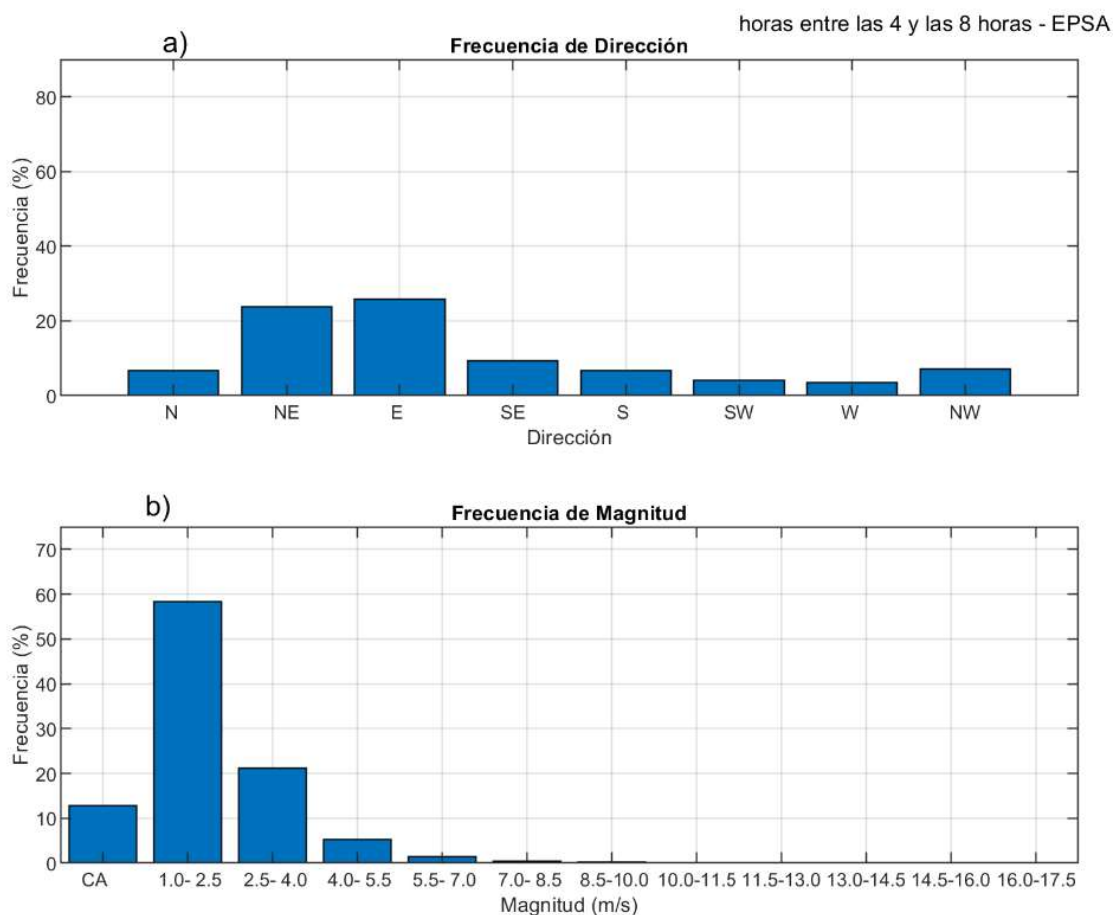 horas entre las 4 y las 8 horas - EPSA
a)
Frecuencia de Dirección
Frecuencia (%)
80
60
40
20
0
N NE E SE S SW W NW
Dirección
b)
Frecuencia de Magnitud
Frecuencia (%)
70
60
50
40
30
20
10
0
CA 1.0- 2.5 2.5- 4.0 4.0- 5.5 5.5- 7.0 7.0- 8.5 8.5-10.0 10.0-11.5 11.5-13.0 13.0-14.5 14.5-16.0 16.0-17.5
Magnitud (m/s)